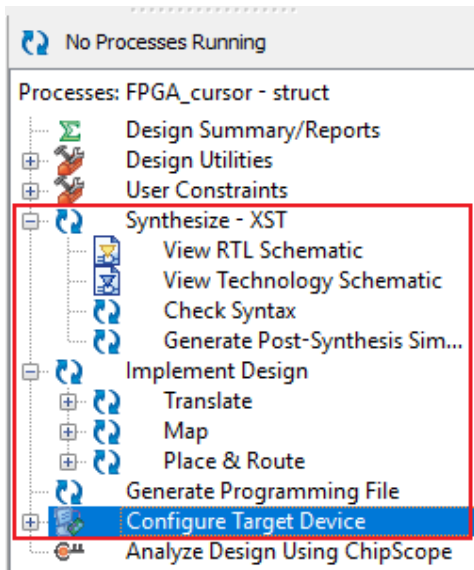 No Processes Running
Processes: FPGA_cursor - struct
Design Summary/Reports
Design Utilities
User Constraints
Synthesize - XST
View RTL Schematic
View Technology Schematic
Check Syntax
Generate Post-Synthesis Sim...
Implement Design
Translate
Map
Place & Route
Generate Programming File
Configure Target Device
Analyze Design Using ChipScope